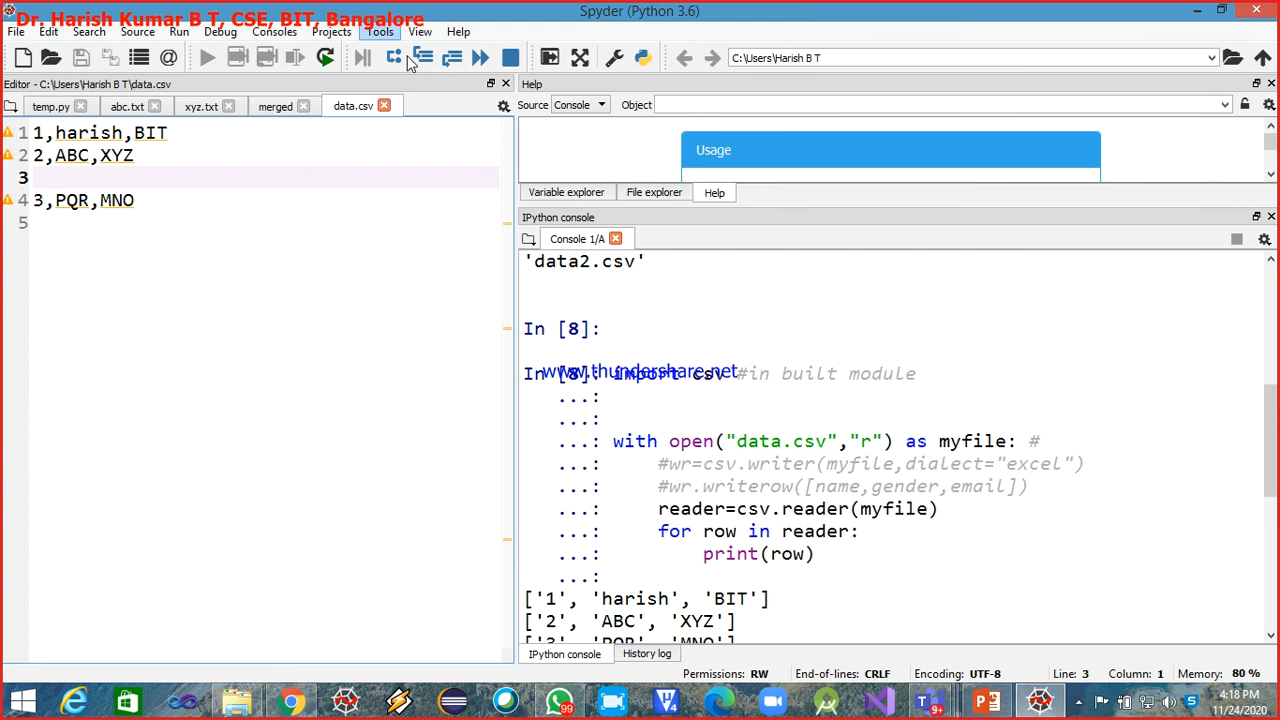 Spyder (Python 3.6)
Dr. Harish Kumar B T, CSE, BIT, Bangalore
File Edit Search Source Run Debug Consoles Projects Tools View Help
C:\Users\Harish B T
Editor - C:\Users\Harish B T\data.csv
temp.py abc.txt xyz.txt merged data.csv
1 1,harish,BIT
2 2,ABC,XYZ
3
4 3,PQR,MNO
5
Help
Source Console Object
Usage
Variable explorer File explorer Help
IPython console
Console 1/A
'data2.csv'
In [8]:
In [8]: import csv #in built module
www.thundershare.net
...:
...:
...: with open("data.csv","r") as myfile: #
...:     #wr=csv.writer(myfile,dialect="excel")
...:     #wr.writerow([name,gender,email])
...:     reader=csv.reader(myfile)
...:     for row in reader:
...:         print(row)
...:
['1', 'harish', 'BIT']
['2', 'ABC', 'XYZ']
['3', 'PQR', 'MNO']
IPython console History log
Permissions: RW End-of-lines: CRLF Encoding: UTF-8 Line: 3 Column: 1 Memory: 80 %
99
4
9+
4:18 PM
11/24/2020